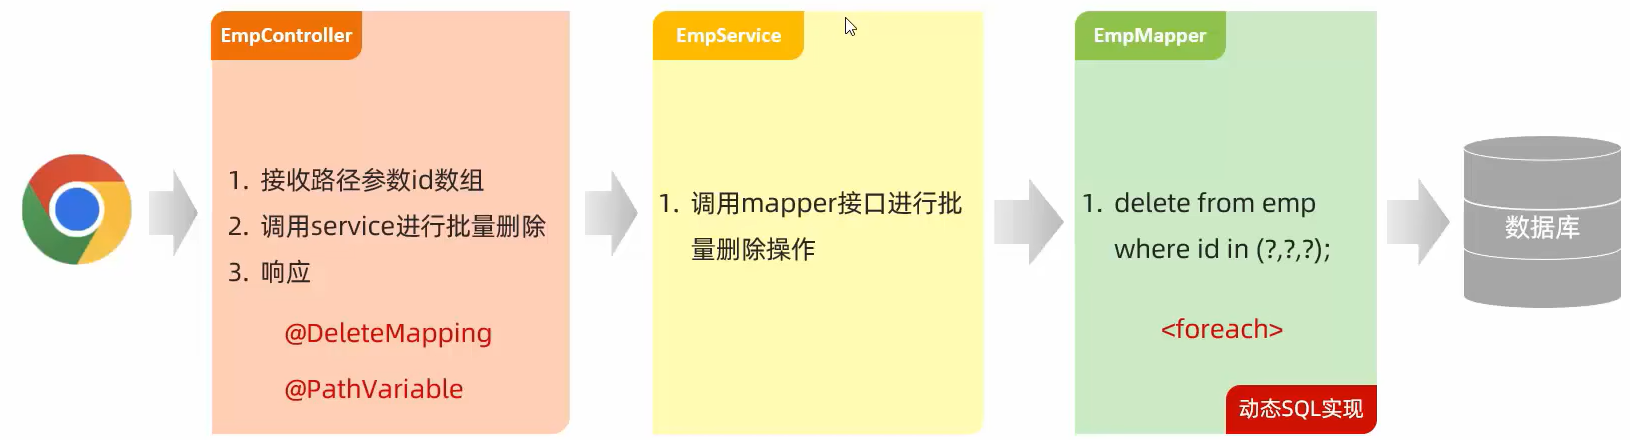 EmpController
1. 接收路径参数id数组
2. 调用service进行批量删除
3. 响应
@DeleteMapping
@PathVariable
EmpService
1. 调用mapper接口进行批
量删除操作
EmpMapper
1. delete from emp
where id in (?,?,?);
<foreach>
动态SQL实现
数据库